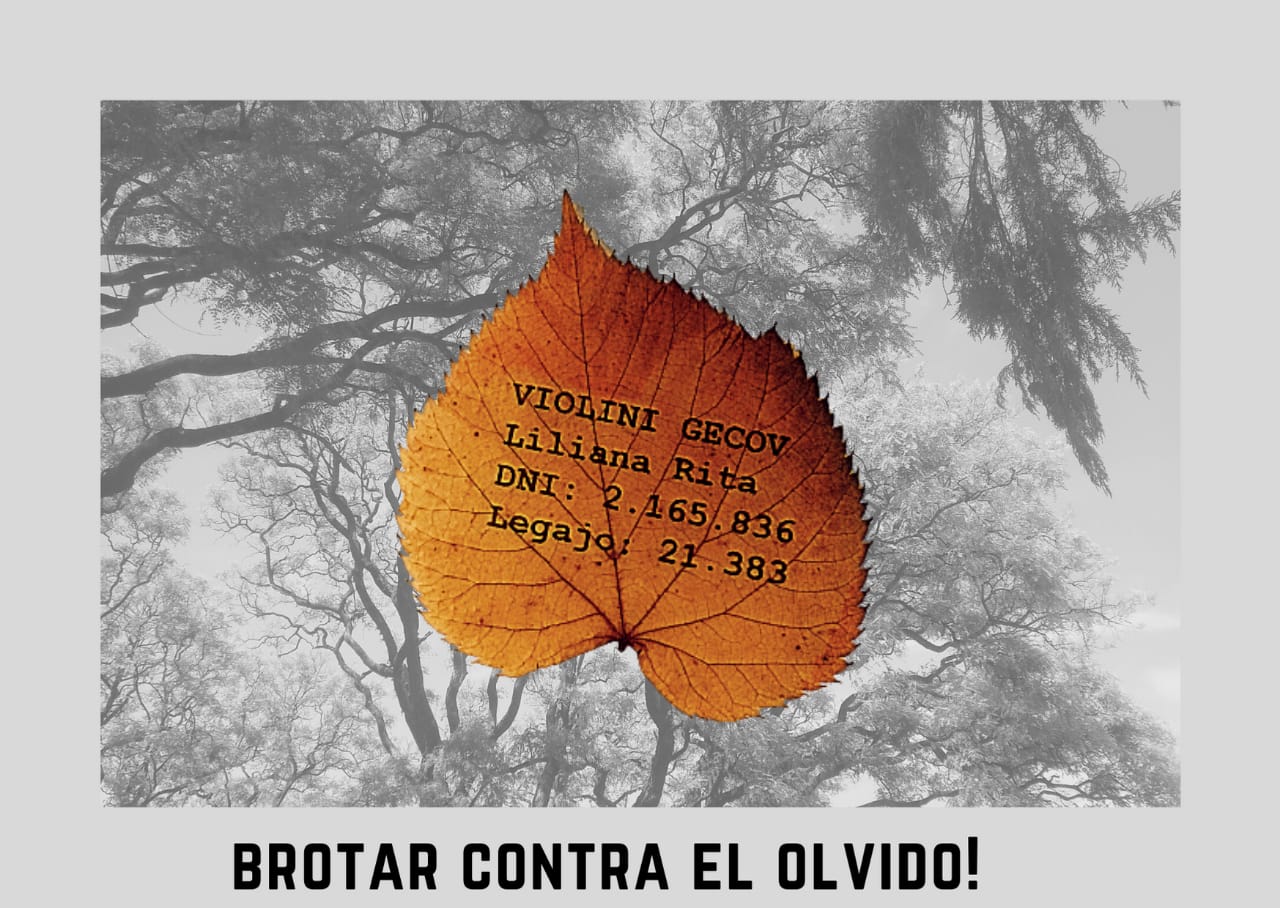 VIOLINI GECOV
Liliana Rita
DNI: 2.165.836
Legajo: 21.383
BROTAR CONTRA EL OLVIDO!